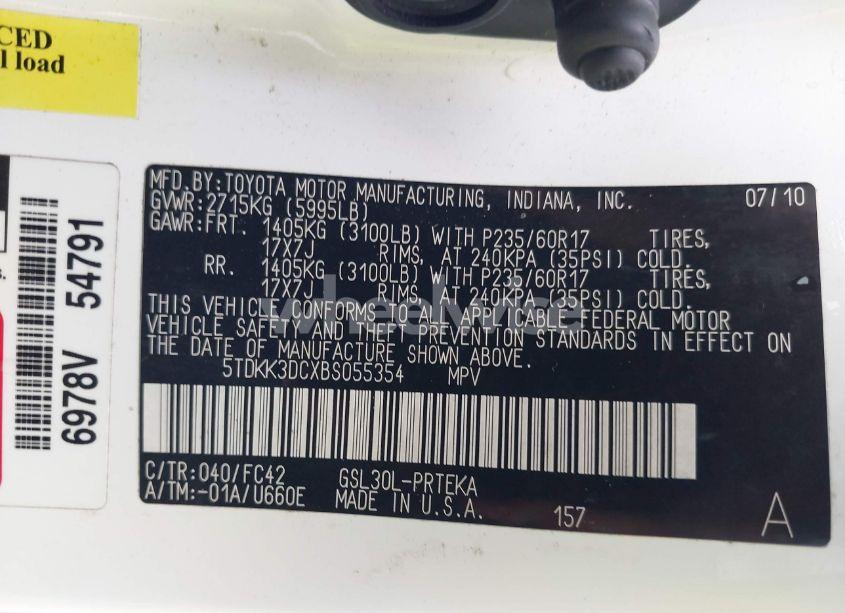 CED
l load
6978V 54791
s.
MFD.BY:TOYOTA MOTOR MANUFACTURING, INDIANA, INC. 07/10
GVWR:2715KG (5995LB)
GAWR:FRT. 1405KG (3100LB) WITH P235/60R17 TIRES,
17X7J RIMS, AT 240KPA (35PSI) COLD.
RR. 1405KG (3100LB) WITH P235/60R17 TIRES,
17X7J RIMS, AT 240KPA (35PSI) COLD.
THIS VEHICLE CONFORMS TO ALL APPLICABLE FEDERAL MOTOR
VEHICLE SAFETY AND THEFT PREVENTION STANDARDS IN EFFECT ON
THE DATE OF MANUFACTURE SHOWN ABOVE.
5TDKK3DCXBS055354 MPV
C/TR:040/FC42 GSL30L-PRTEKA
A/TM:-01A/U660E MADE IN U.S.A. 157 A
wheelwise